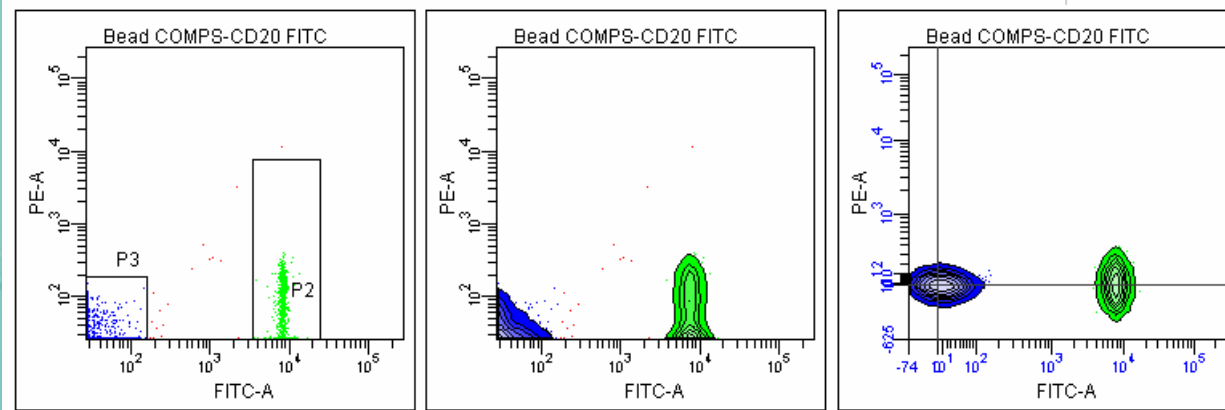 Bead COMPS-CD20 FITC
PE-A
10^5
10^4
10^3
10^2
P3
P2
10^2 10^3 10^4 10^5
FITC-A
Bead COMPS-CD20 FITC
PE-A
10^5
10^4
10^3
10^2
10^2 10^3 10^4 10^5
FITC-A
Bead COMPS-CD20 FITC
PE-A
10^5
10^4
10^3
-625
-74 10^2 10^3 10^4 10^5
FITC-A